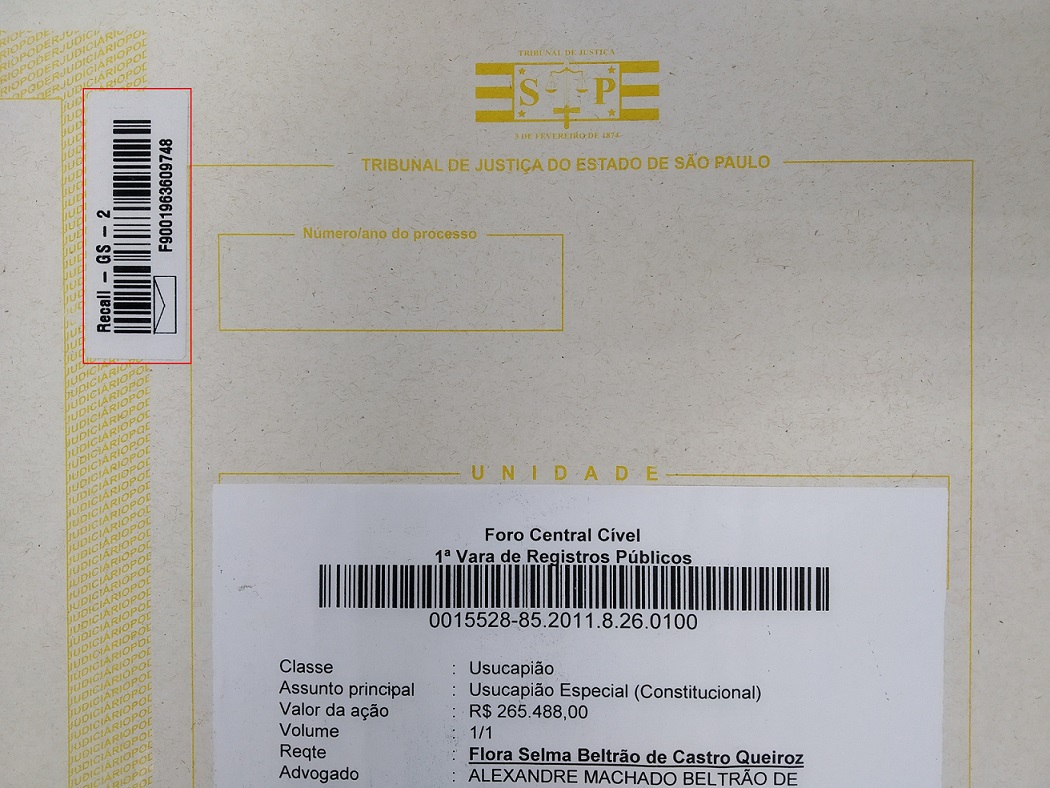 TRIBUNAL DE JUSTIÇA
S P
3 DE FEVEREIRO DE 1874
TRIBUNAL DE JUSTIÇA DO ESTADO DE SÃO PAULO
Recall - GS - 2
F9001963609748
Número/ano do processo
UNIDADE
Foro Central Cível
1ª Vara de Registros Públicos
0015528-85.2011.8.26.0100
Classe : Usucapião
Assunto principal : Usucapião Especial (Constitucional)
Valor da ação : R$ 265.488,00
Volume : 1/1
Reqte : Flora Selma Beltrão de Castro Queiroz
Advogado : ALEXANDRE MACHADO BELTRÃO DE